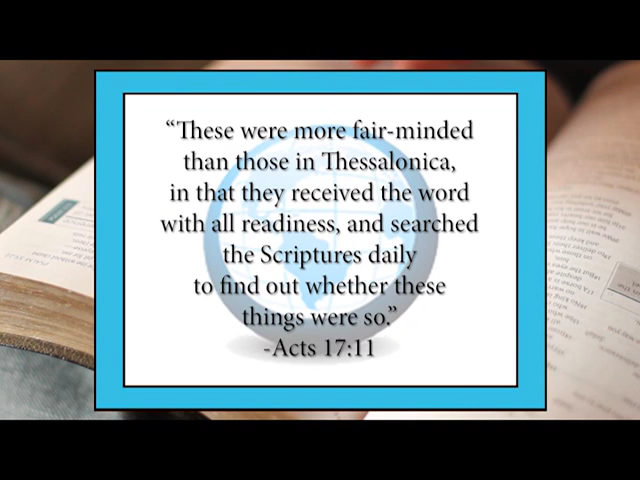 “These were more fair-minded
than those in Thessalonica,
in that they received the word
with all readiness, and searched
the Scriptures daily
to find out whether these
things were so.”
-Acts 17:11